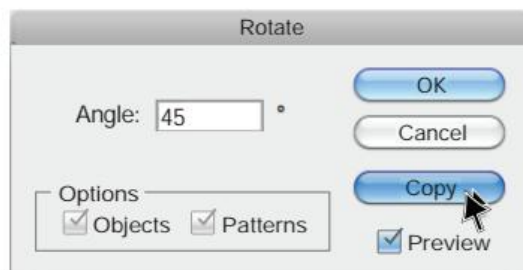 Rotate
OK
Angle: 45 °
Cancel
Options
Copy
Objects Patterns
Preview